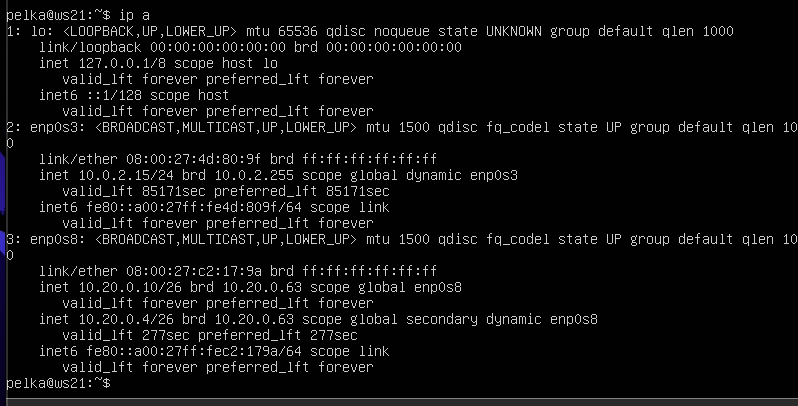 pelka@ws21:~$ ip a
1: lo: <LOOPBACK,UP,LOWER_UP> mtu 65536 qdisc noqueue state UNKNOWN group default qlen 1000
    link/loopback 00:00:00:00:00:00 brd 00:00:00:00:00:00
    inet 127.0.0.1/8 scope host lo
       valid_lft forever preferred_lft forever
    inet6 ::1/128 scope host
       valid_lft forever preferred_lft forever
2: enp0s3: <BROADCAST,MULTICAST,UP,LOWER_UP> mtu 1500 qdisc fq_codel state UP group default qlen 100
0
    link/ether 08:00:27:4d:80:9f brd ff:ff:ff:ff:ff:ff
    inet 10.0.2.15/24 brd 10.0.2.255 scope global dynamic enp0s3
       valid_lft 85171sec preferred_lft 85171sec
    inet6 fe80::a00:27ff:fe4d:809f/64 scope link
       valid_lft forever preferred_lft forever
3: enp0s8: <BROADCAST,MULTICAST,UP,LOWER_UP> mtu 1500 qdisc fq_codel state UP group default qlen 100
0
    link/ether 08:00:27:c2:17:9a brd ff:ff:ff:ff:ff:ff
    inet 10.20.0.10/26 brd 10.20.0.63 scope global enp0s8
       valid_lft forever preferred_lft forever
    inet 10.20.0.4/26 brd 10.20.0.63 scope global secondary dynamic enp0s8
       valid_lft 277sec preferred_lft 277sec
    inet6 fe80::a00:27ff:fec2:179a/64 scope link
       valid_lft forever preferred_lft forever
pelka@ws21:~$